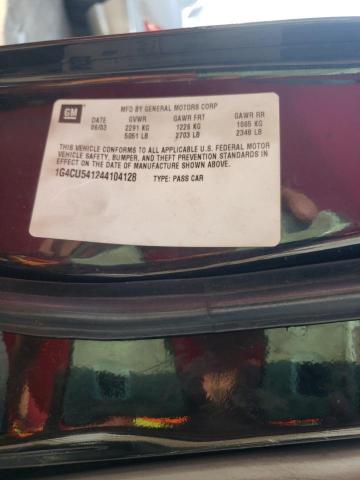 GM
MFD BY GENERAL MOTORS CORP
DATE GVWR GAWR FRT GAWR RR
06/03 2291 KG 1226 KG 1065 KG
5051 LB 2703 LB 2348 LB
THIS VEHICLE CONFORMS TO ALL APPLICABLE U.S. FEDERAL MOTOR
VEHICLE SAFETY, BUMPER, AND THEFT PREVENTION STANDARDS IN
EFFECT ON THE DATE OF MANUFACTURE SHOWN ABOVE.
1G4CU541244104128 TYPE: PASS CAR